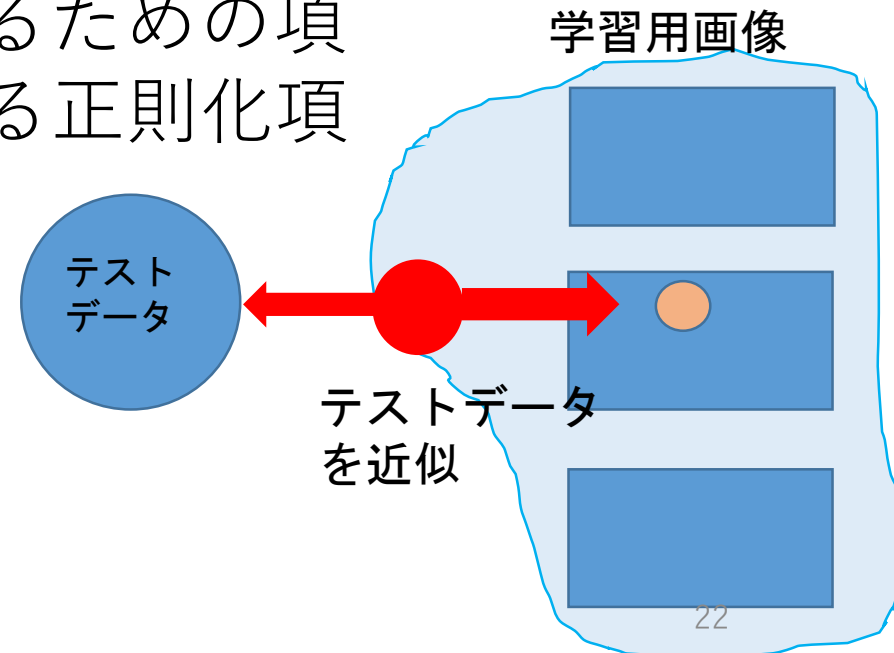 るための項
る正則化項
学習用画像
テスト
データ
テストデータ
を近似
22